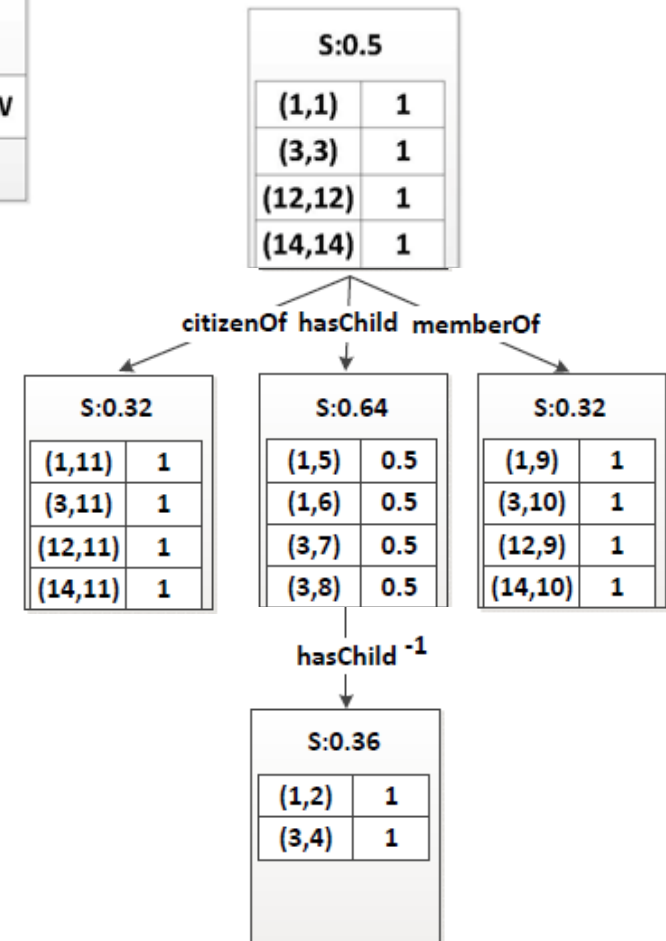 W
S:0.5
(1,1) 1
(3,3) 1
(12,12) 1
(14,14) 1
citizenOf hasChild memberOf
S:0.32
(1,11) 1
(3,11) 1
(12,11) 1
(14,11) 1
S:0.64
(1,5) 0.5
(1,6) 0.5
(3,7) 0.5
(3,8) 0.5
S:0.32
(1,9) 1
(3,10) 1
(12,9) 1
(14,10) 1
hasChild -1
S:0.36
(1,2) 1
(3,4) 1